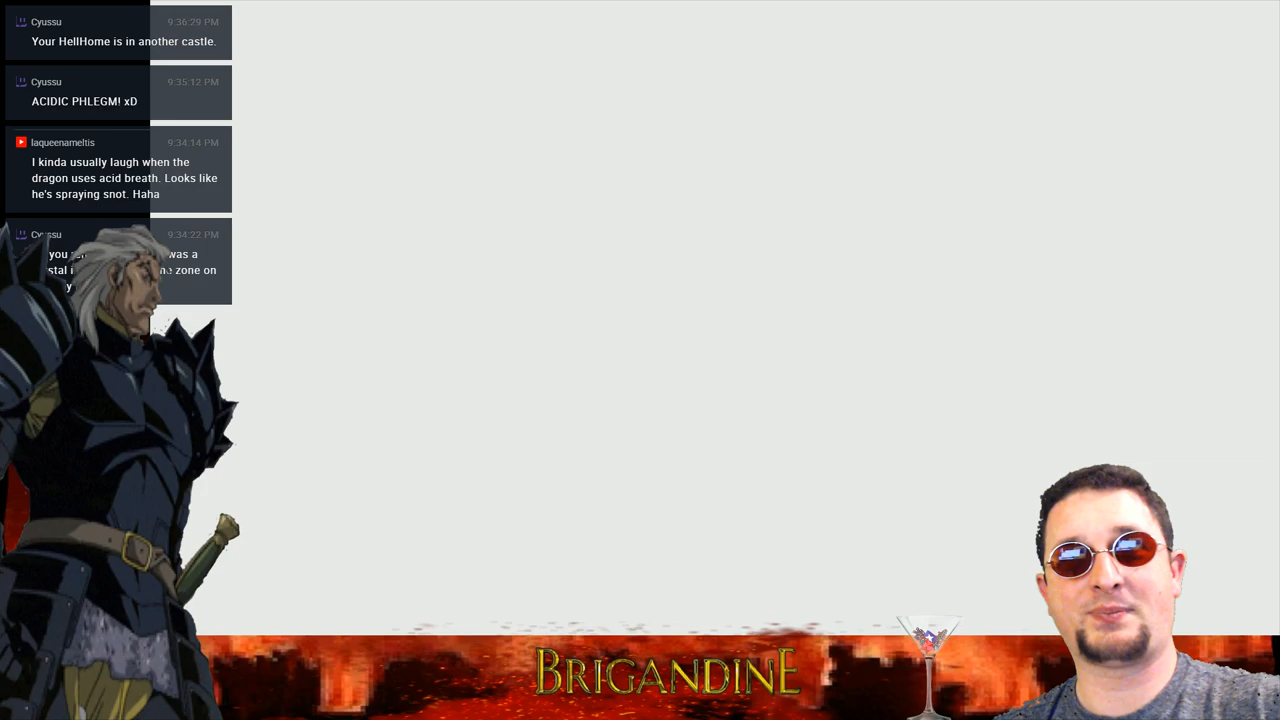 Cyussu 9:36:29 PM
Your HellHome is in another castle.
Cyussu 9:35:12 PM
ACIDIC PHLEGM! xD
laqueenameltis 9:34:14 PM
I kinda usually laugh when the
dragon uses acid breath. Looks like
he's spraying snot. Haha
Cyussu 9:34:22 PM
you was a
zone on
BRIGANDINE